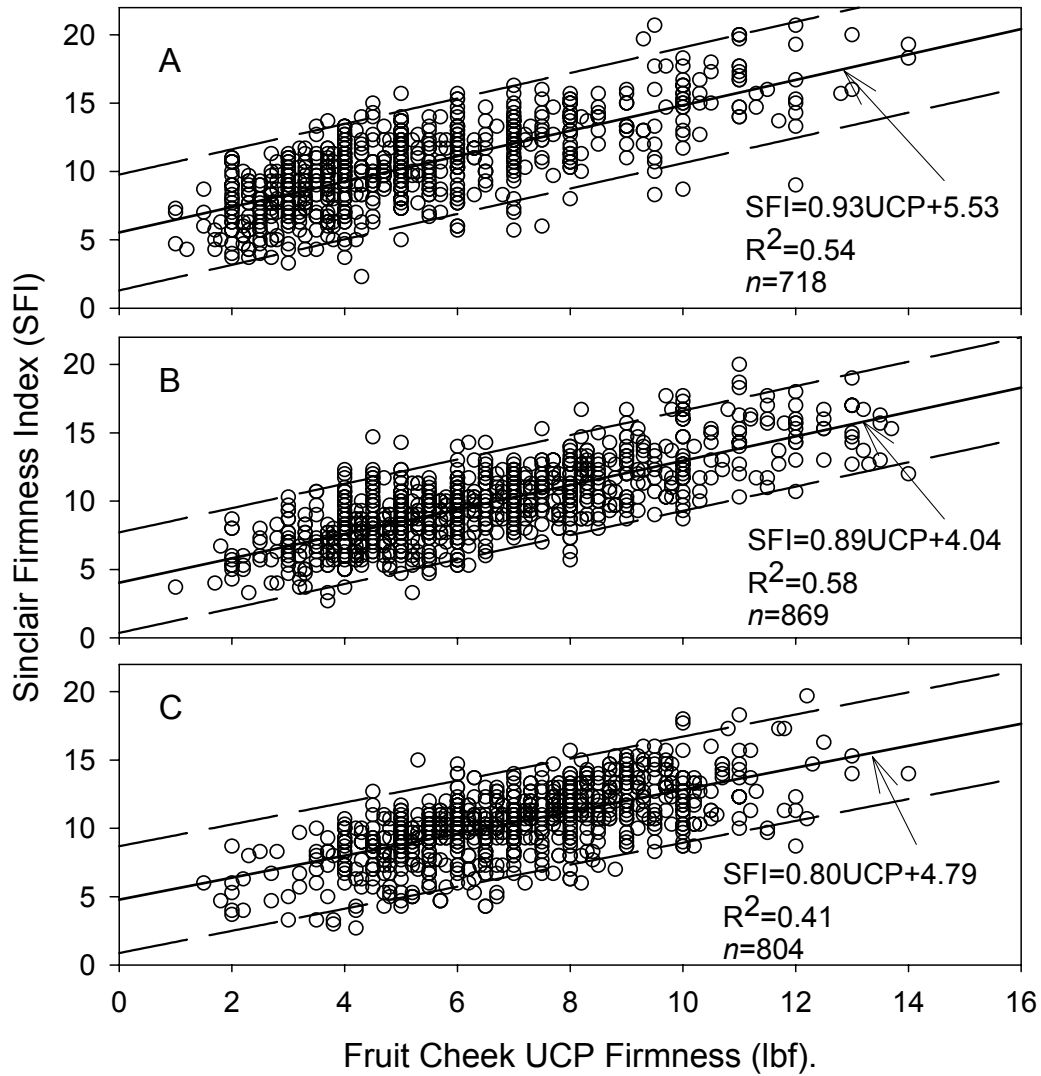 Sinclair Firmness Index (SFI)
20
15
10
5
0
A
SFI=0.93UCP+5.53
R²=0.54
n=718
20
15
10
5
0
B
SFI=0.89UCP+4.04
R²=0.58
n=869
20
15
10
5
0
C
SFI=0.80UCP+4.79
R²=0.41
n=804
0 2 4 6 8 10 12 14 16
Fruit Cheek UCP Firmness (lbf).